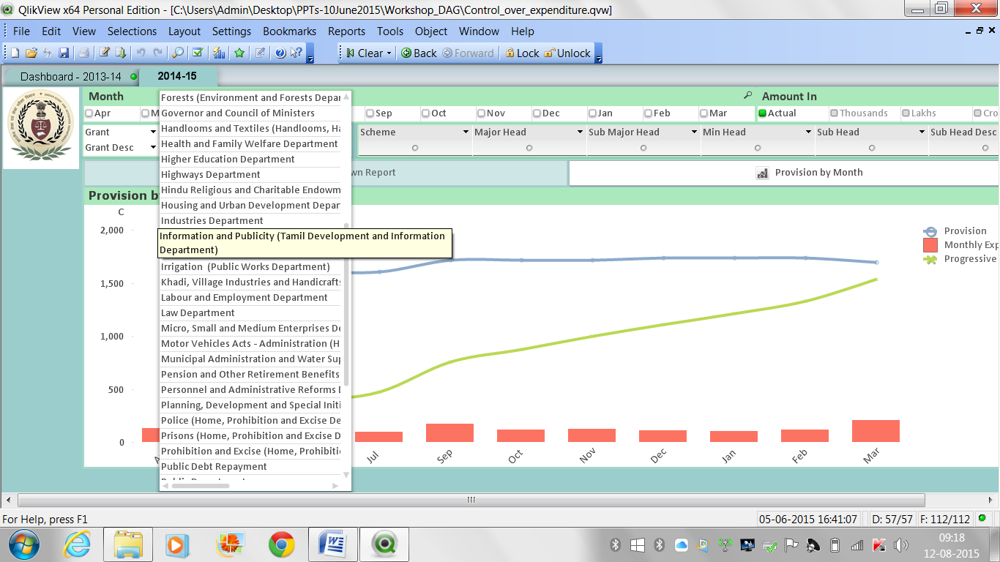 QlikView x64 Personal Edition - [C:\Users\Admin\Desktop\PPTs-10June2015\Workshop_DAG\Control_over_expenditure.qvw]
File Edit View Selections Layout Settings Bookmarks Reports Tools Object Window Help
Clear Back Forward Lock Unlock
Dashboard - 2013-14 2014-15
Month Amount In
Apr M Sep Oct Nov Dec Jan Feb Mar Actual Thousands Lakhs Cro
Grant Scheme Major Head Sub Major Head Min Head Sub Head Sub Head Desc
Grant Desc
wn Report Provision by Month
Provision by
Forests (Environment and Forests Depar
Governor and Council of Ministers
Handlooms and Textiles (Handlooms, Ha
Health and Family Welfare Department
Higher Education Department
Highways Department
Hindu Religious and Charitable Endowm
Housing and Urban Development Depar
Industries Department
Information and Publicity (Tamil Development and Information
Department)
Irrigation (Public Works Department)
Khadi, Village Industries and Handicrafts
Labour and Employment Department
Law Department
Micro, Small and Medium Enterprises De
Motor Vehicles Acts - Administration (H
Municipal Administration and Water Sup
Pension and Other Retirement Benefits
Personnel and Administrative Reforms D
Planning, Development and Special Initi
Police (Home, Prohibition and Excise De
Prisons (Home, Prohibition and Excise D
Prohibition and Excise (Home, Prohibitio
Public Debt Repayment
C
2,000
1,500
1,000
500
0
Provision
Monthly Exp
Progressive
A Jul Sep Oct Nov Dec Jan Feb Mar
For Help, press F1 05-06-2015 16:41:07 D: 57/57 F: 112/112
09:18
12-08-2015